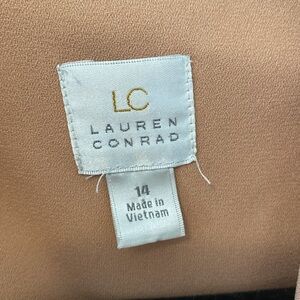 LC
LAUREN
CONRAD
14
Made in
Vietnam